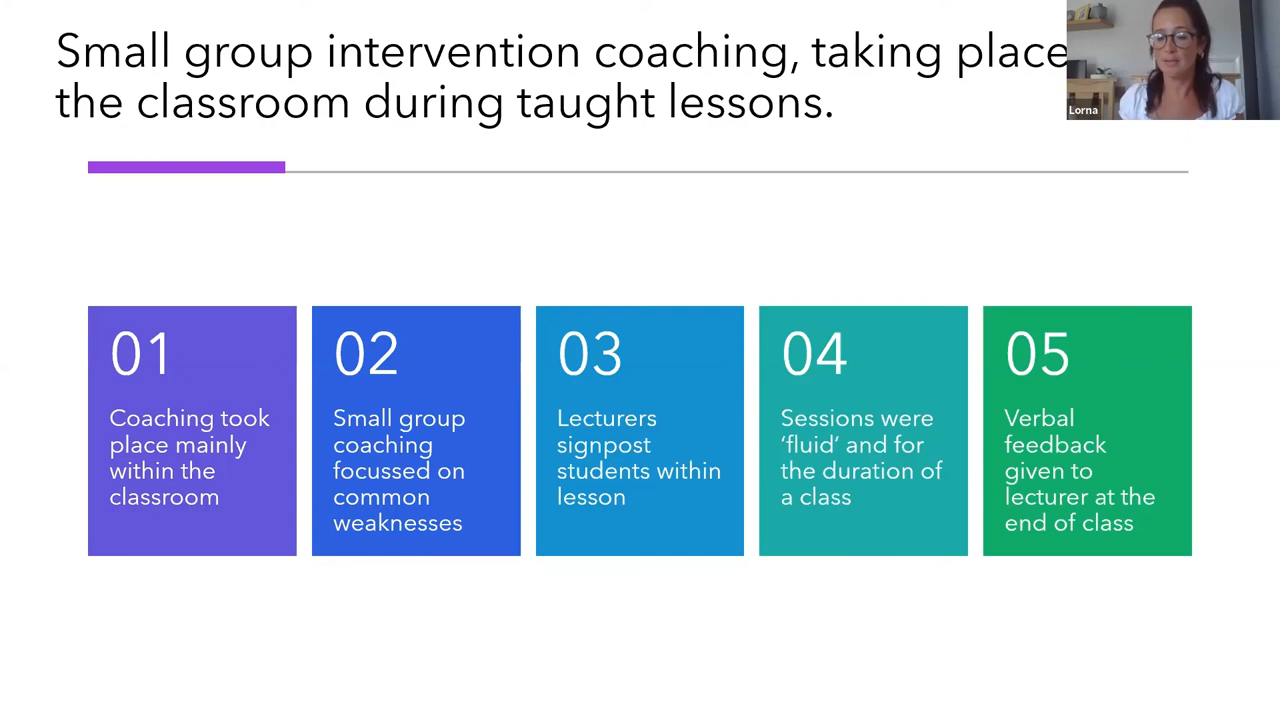 Small group intervention coaching, taking place
the classroom during taught lessons.
Lorna
01
Coaching took
place mainly
within the
classroom
02
Small group
coaching
focussed on
common
weaknesses
03
Lecturers
signpost
students within
lesson
04
Sessions were
‘fluid’ and for
the duration of
a class
05
Verbal
feedback
given to
lecturer at the
end of class